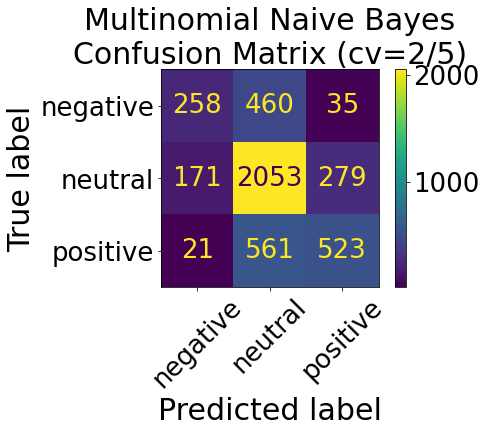 Multinomial Naive Bayes
Confusion Matrix (cv=2/5)
True label
negative 258 460 35
neutral 171 2053 279
positive 21 561 523
negative neutral positive
Predicted label
2000
1000